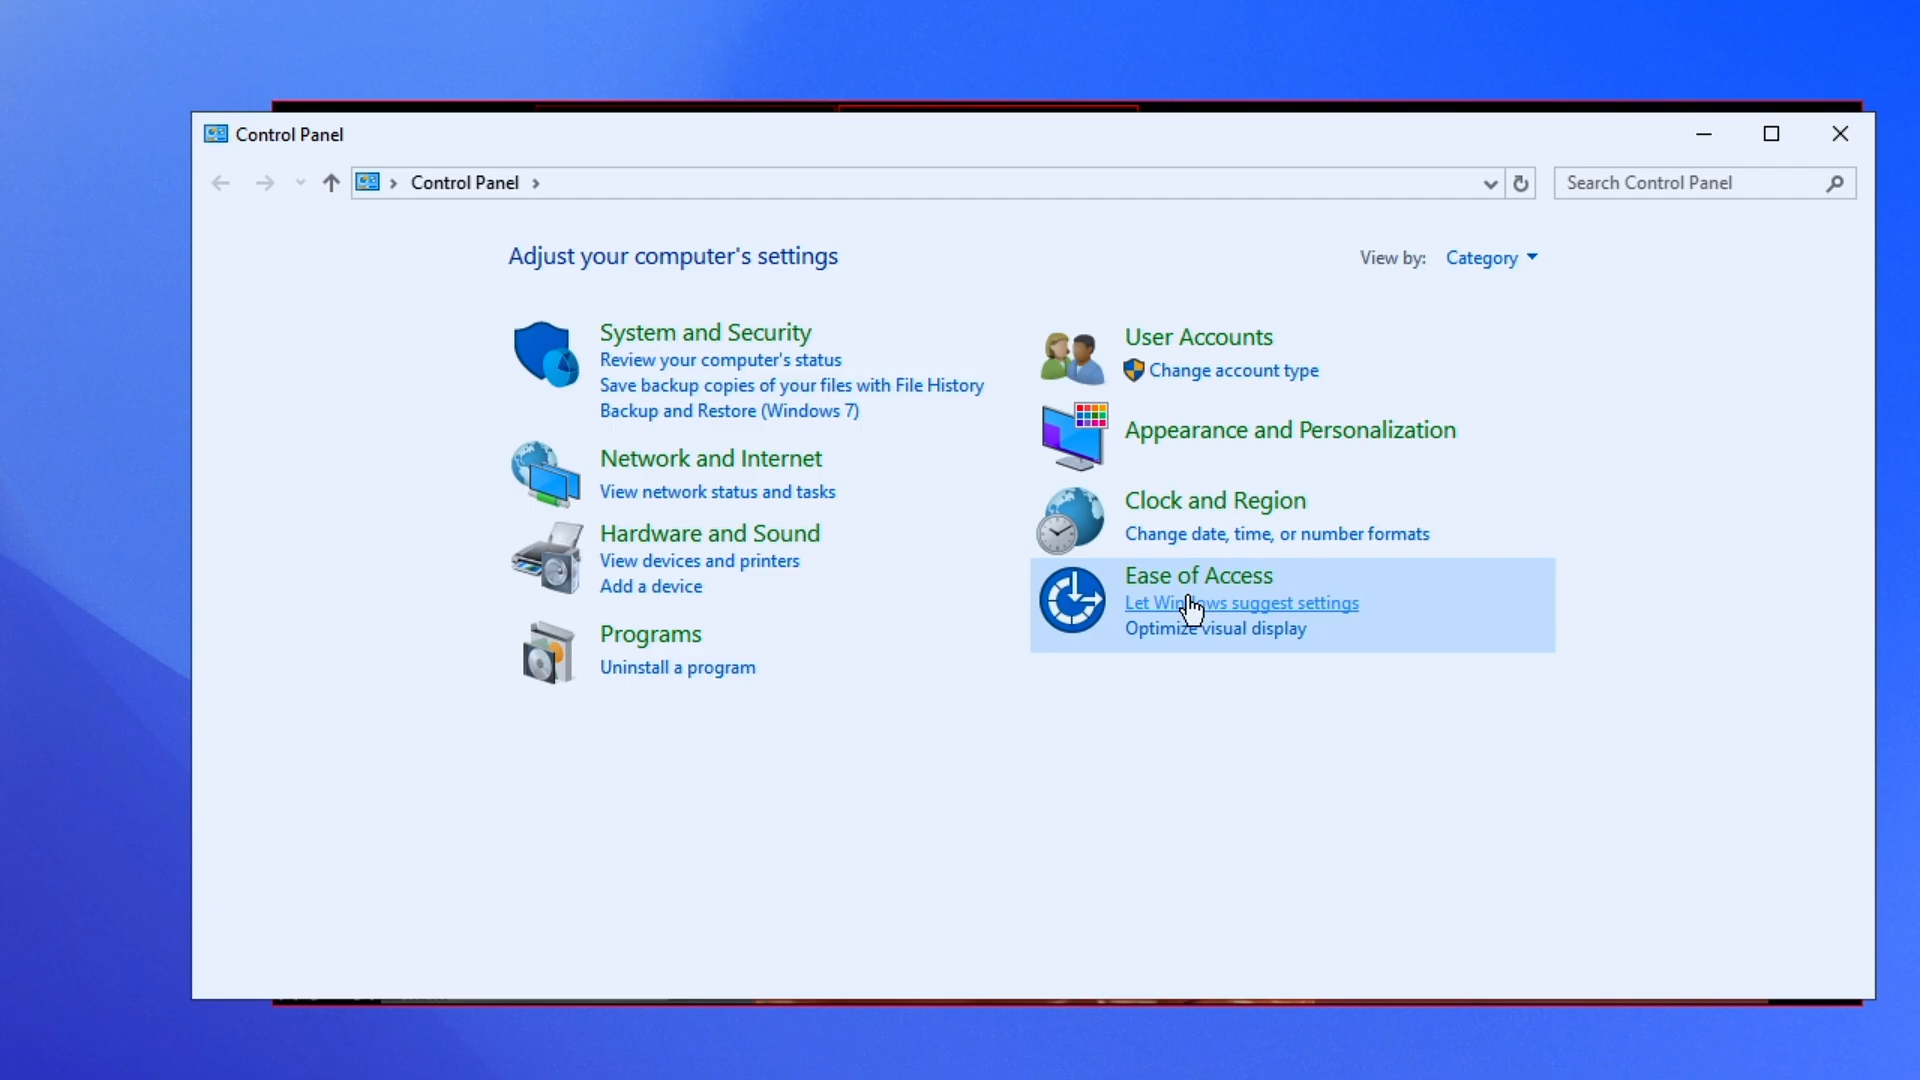 Control Panel
Control Panel
Search Control Panel
Adjust your computer's settings
View by: Category
System and Security
Review your computer's status
Save backup copies of your files with File History
Backup and Restore (Windows 7)
Network and Internet
View network status and tasks
Hardware and Sound
View devices and printers
Add a device
Programs
Uninstall a program
User Accounts
Change account type
Appearance and Personalization
Clock and Region
Change date, time, or number formats
Ease of Access
Let Windows suggest settings
Optimize visual display